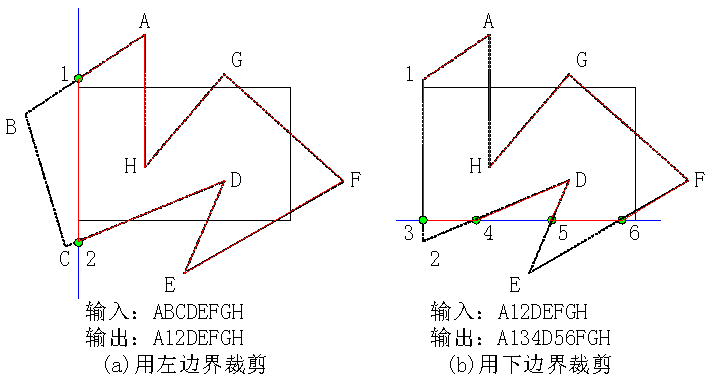 A
G
1
B
H
D
F
C
2
E
输入：ABCDEFGH
输出：A12DEFGH
(a)用左边界裁剪
A
G
1
H
D
F
3
4
5
6
2
E
输入：A12DEFGH
输出：A134D56FGH
(b)用下边界裁剪